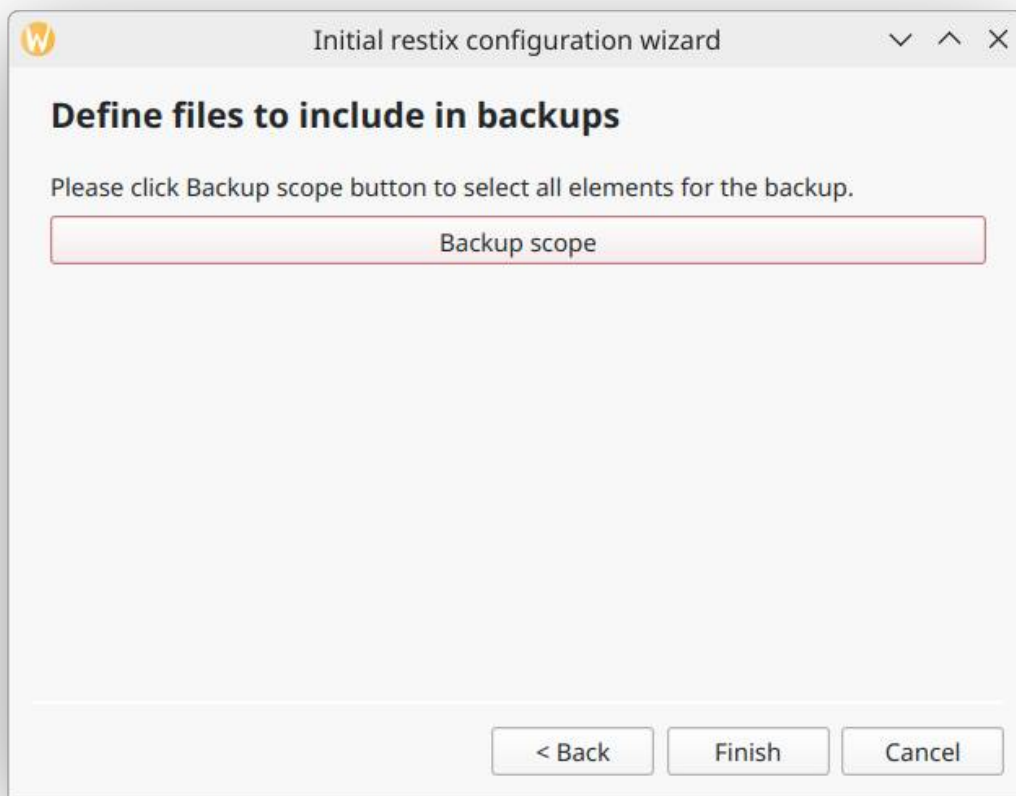 Initial restix configuration wizard
Define files to include in backups
Please click Backup scope button to select all elements for the backup.
Backup scope
< Back Finish Cancel